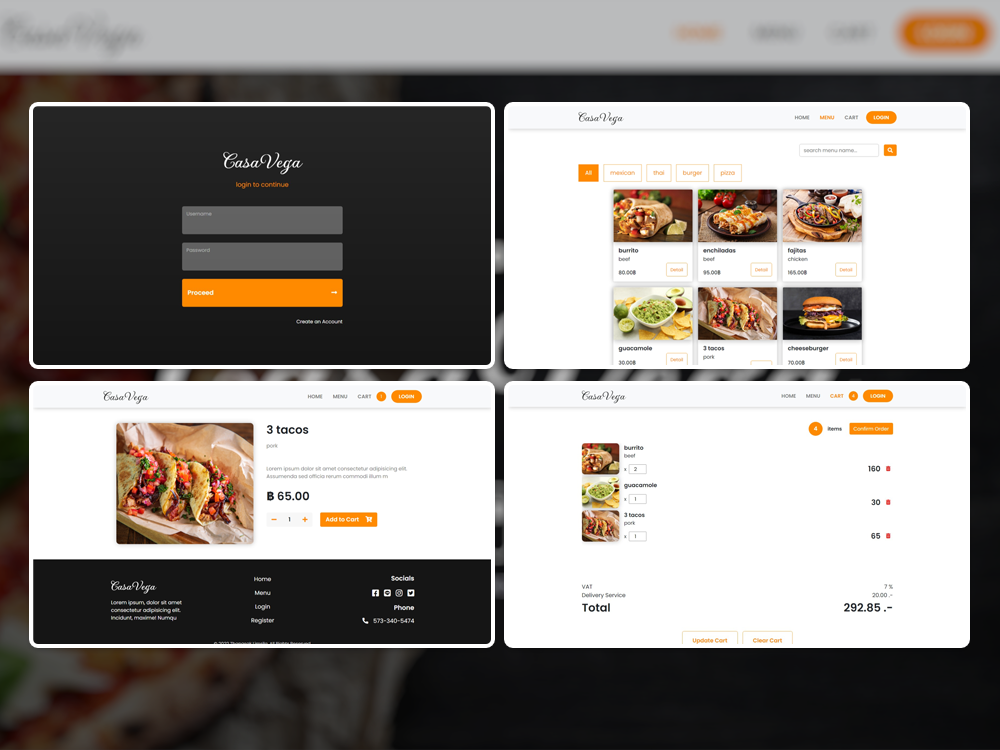 CasaVega
login to continue
Username
Password
Proceed
Create an Account
CasaVega
HOME MENU CART LOGIN
search menu name...
All mexican thai burger pizza
burrito
beef
80.00฿ Detail
enchiladas
beef
95.00฿ Detail
fajitas
chicken
165.00฿ Detail
guacamole
30.00฿ Detail
3 tacos
pork
cheeseburger
70.00฿ Detail
CasaVega
HOME MENU CART LOGIN
3 tacos
pork
Lorem ipsum dolor sit amet consectetur adipisicing elit.
Assumenda sed officia rerum commodi illum m
฿ 65.00
1
Add to Cart
CasaVega
Lorem ipsum, dolor sit amet
consectetur adipisicing elit.
Incidunt, maxime! Numqu
Home
Menu
Login
Register
Socials
Phone
573-340-5474
CasaVega
HOME MENU CART 4 LOGIN
4 items Confirm Order
burrito
beef
x 2
160
guacamole
x 1
30
3 tacos
pork
x 1
65
VAT 7 %
Delivery Service 20.00 .-
Total 292.85 .-
Update Cart Clear Cart